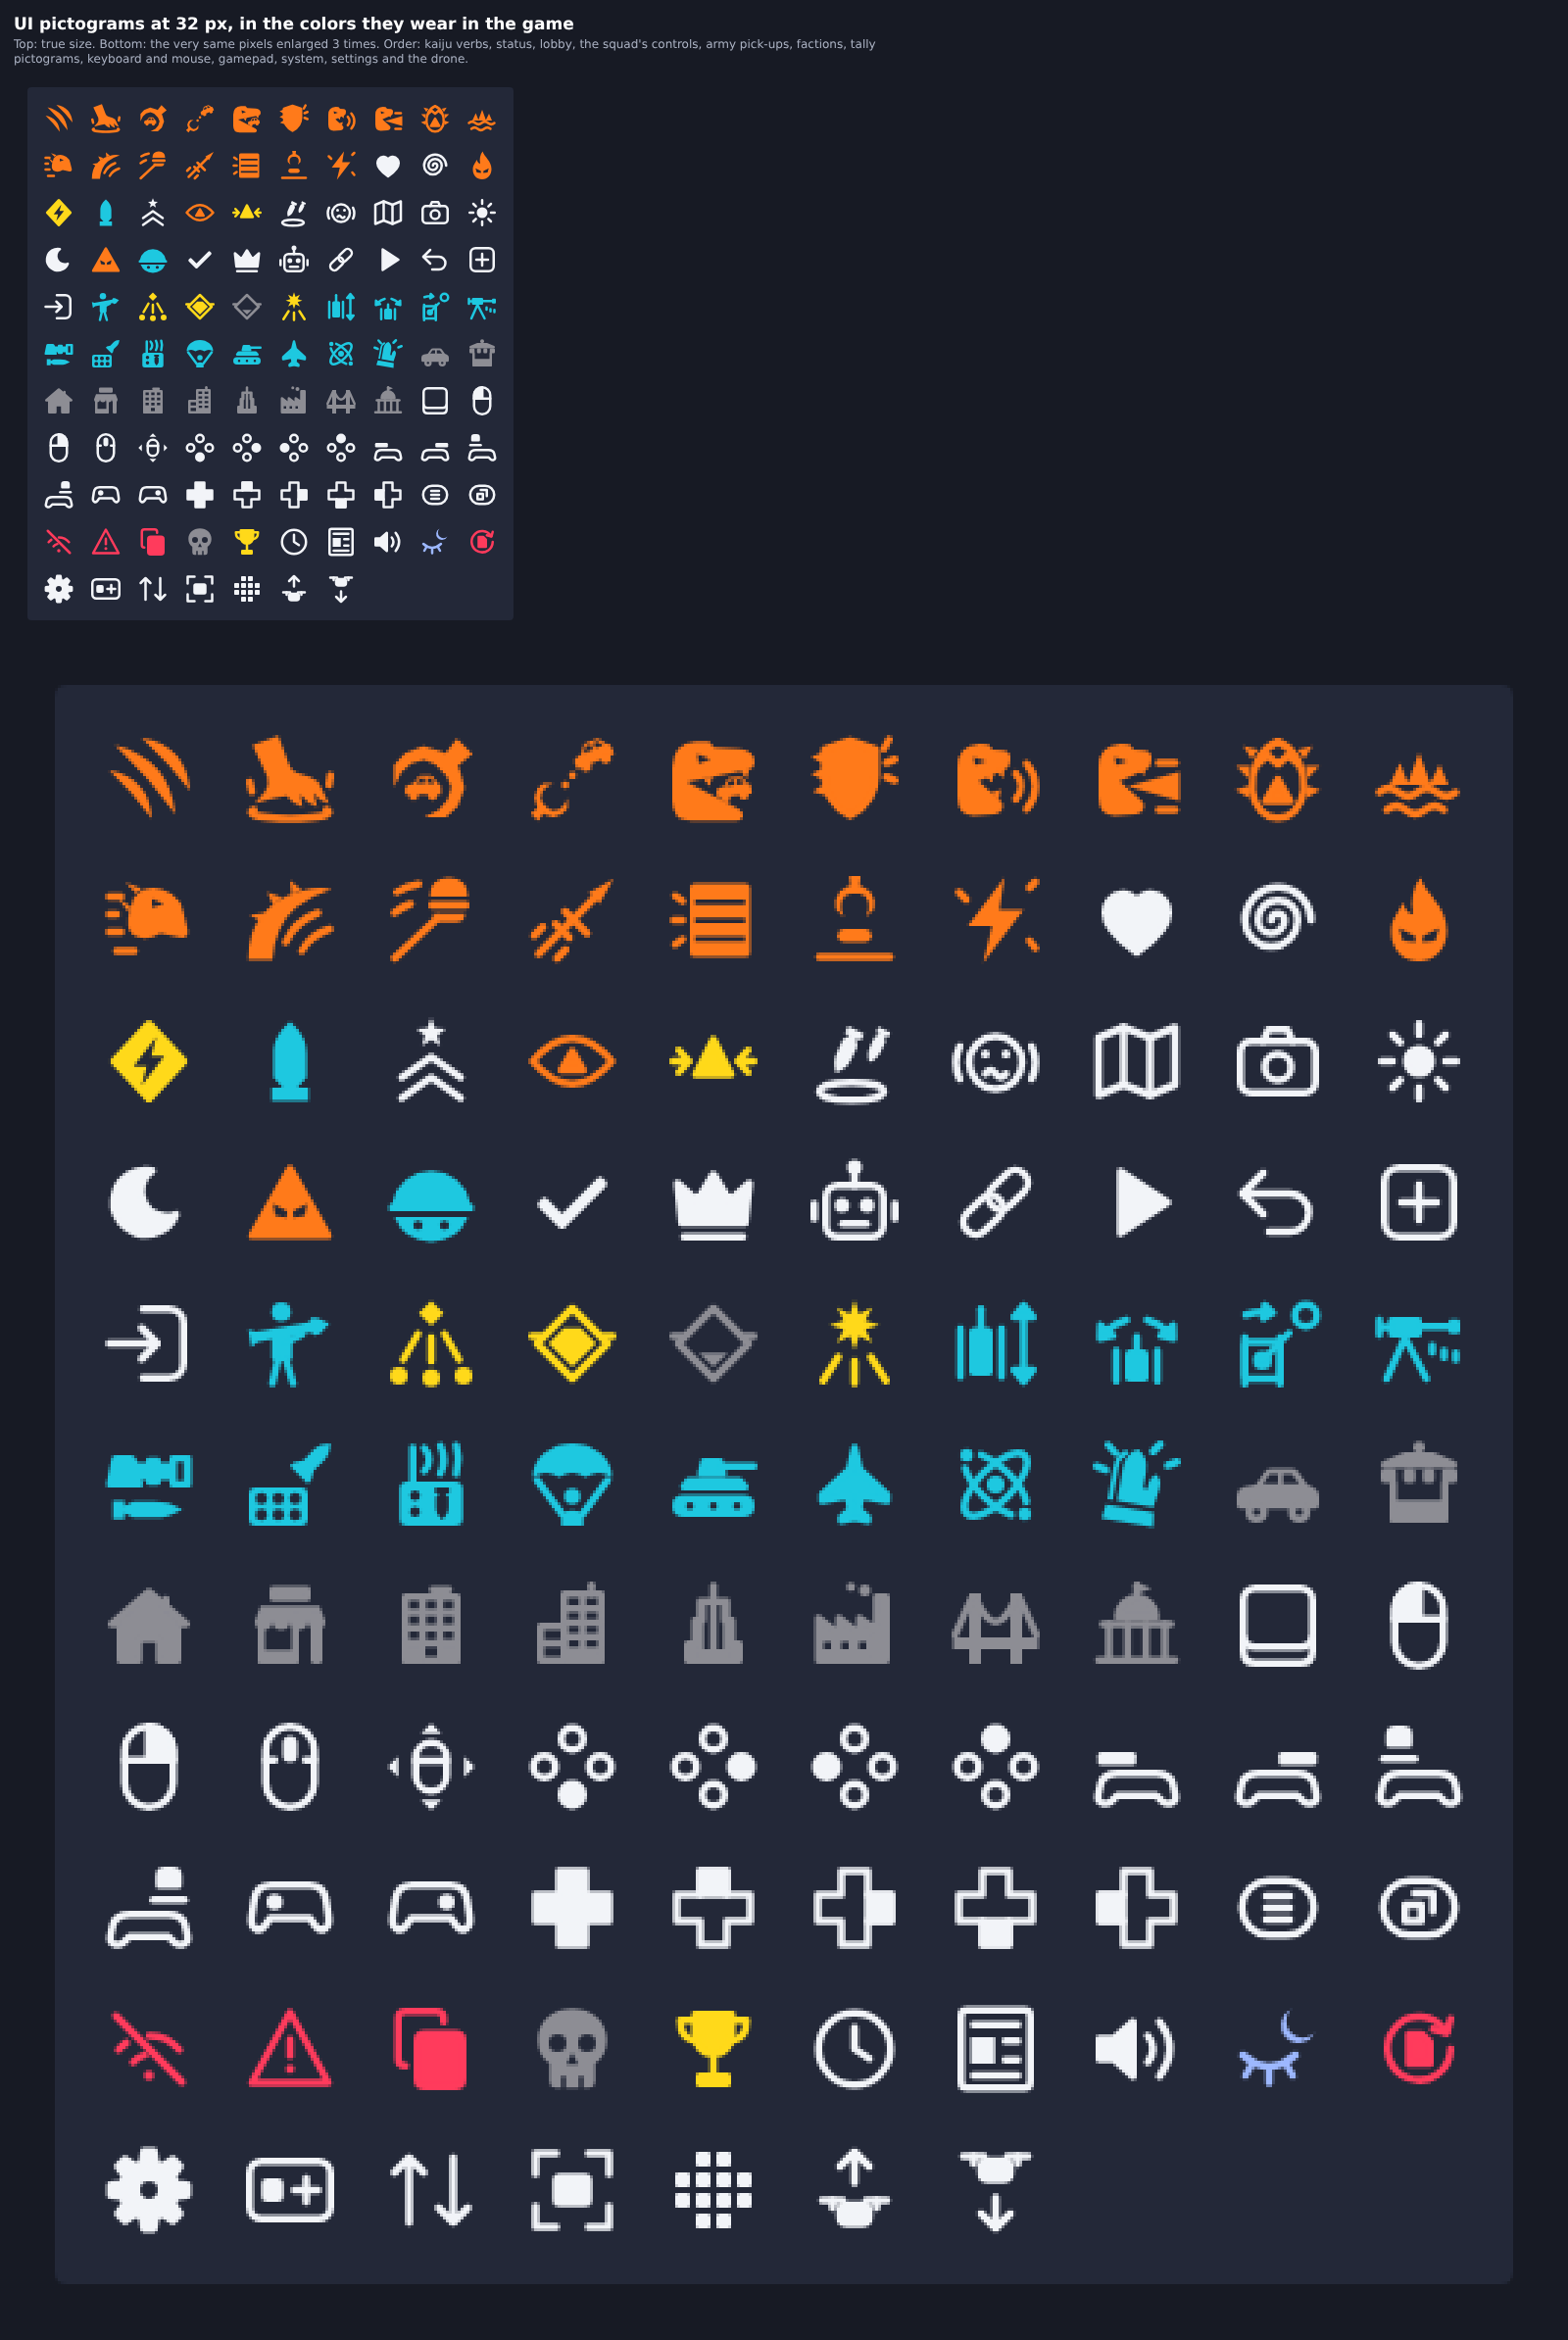 UI pictograms at 32 px, in the colors they wear in the game
Top: true size. Bottom: the very same pixels enlarged 3 times. Order: kaiju verbs, status, lobby, the squad's controls, army pick-ups, factions, tally
pictograms, keyboard and mouse, gamepad, system, settings and the drone.